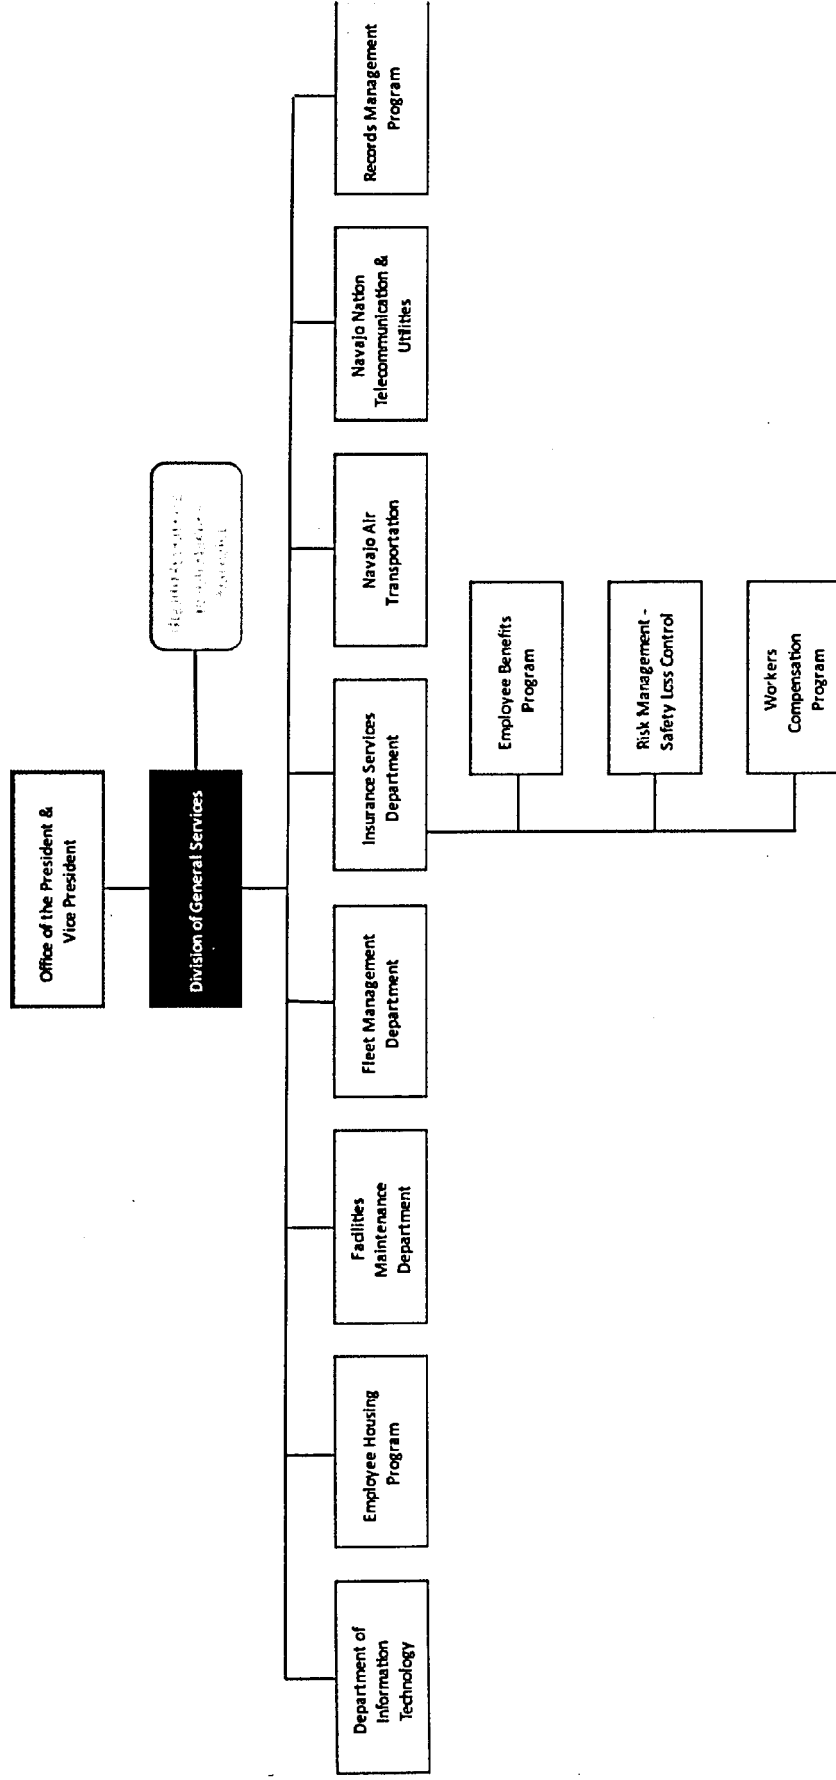 Office of the President &
Vice President
Division of General Services
Department of
Information
Technology
Employee Housing
Program
Facilities
Maintenance
Department
Fleet Management
Department
Insurance Services
Department
Navajo Air
Transportation
Navajo Nation
Telecommunication &
Utilities
Records Management
Program
Employee Benefits
Program
Risk Management -
Safety Loss Control
Workers
Compensation
Program